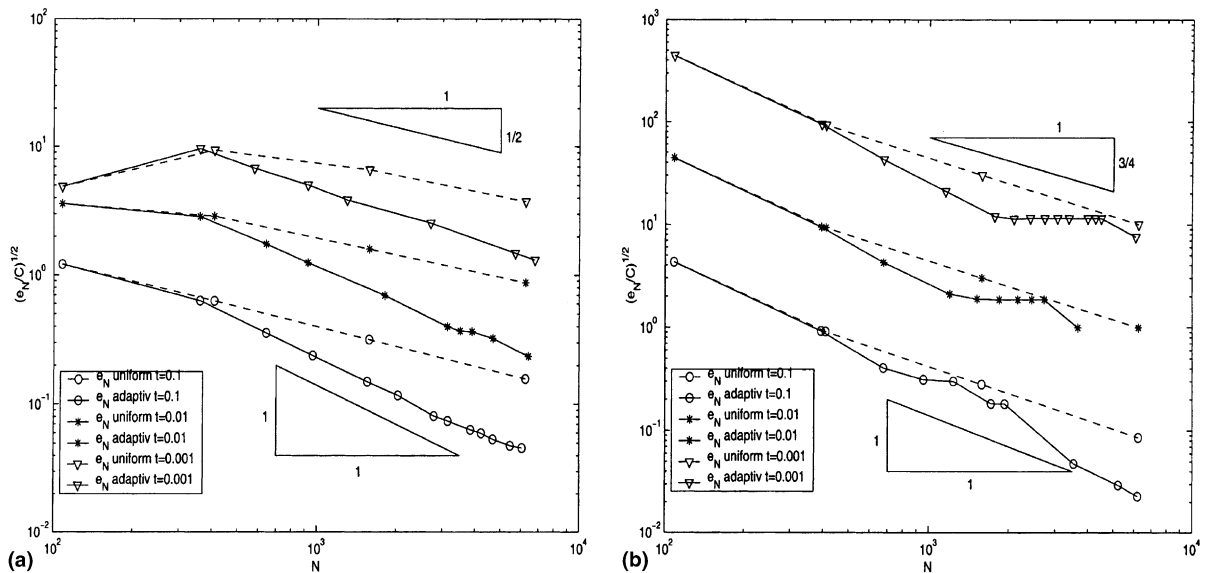 10^2
10^1
10^0
10^-1
10^-2
(e_N/C)^1/2
1
1/2
e_N uniform t=0.1
e_N adaptiv t=0.1
e_N uniform t=0.01
e_N adaptiv t=0.01
e_N uniform t=0.001
e_N adaptiv t=0.001
1
1
10^2
10^3
10^4
N
(a)
10^3
10^2
10^1
10^0
10^-1
10^-2
(e_N/C)^1/2
1
3/4
e_N uniform t=0.1
e_N adaptiv t=0.1
e_N uniform t=0.01
e_N adaptiv t=0.01
e_N uniform t=0.001
e_N adaptiv t=0.001
1
1
10^2
10^3
10^4
N
(b)